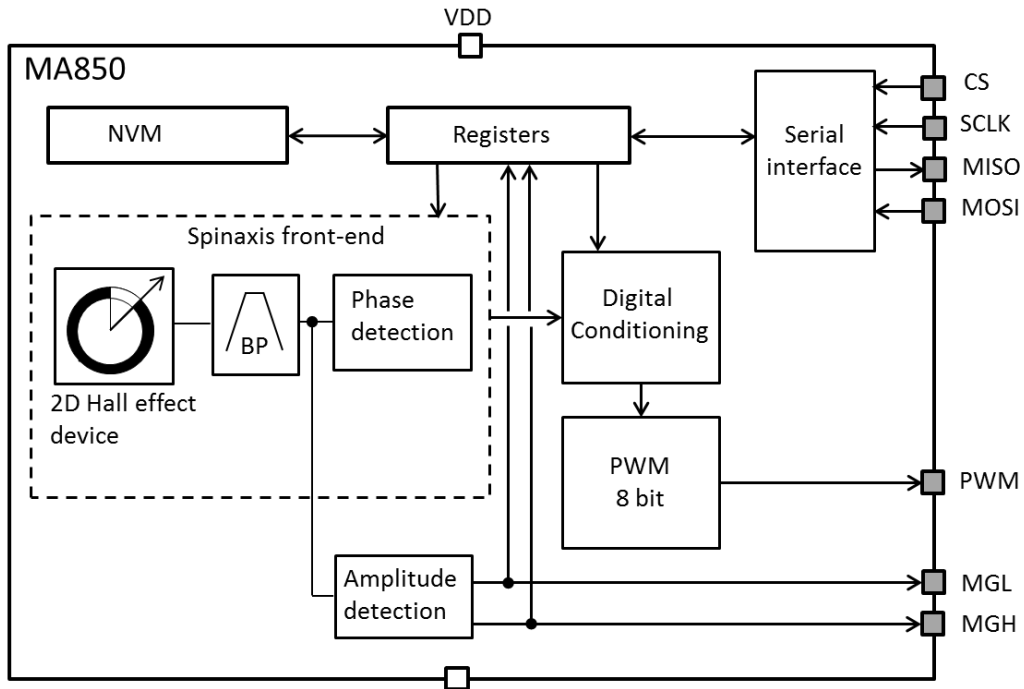 VDD
MA850
NVM
Registers
Serial
interface
CS
SCLK
MISO
MOSI
Spinaxis front-end
BP
Phase
detection
2D Hall effect
device
Digital
Conditioning
PWM
8 bit
PWM
Amplitude
detection
MGL
MGH